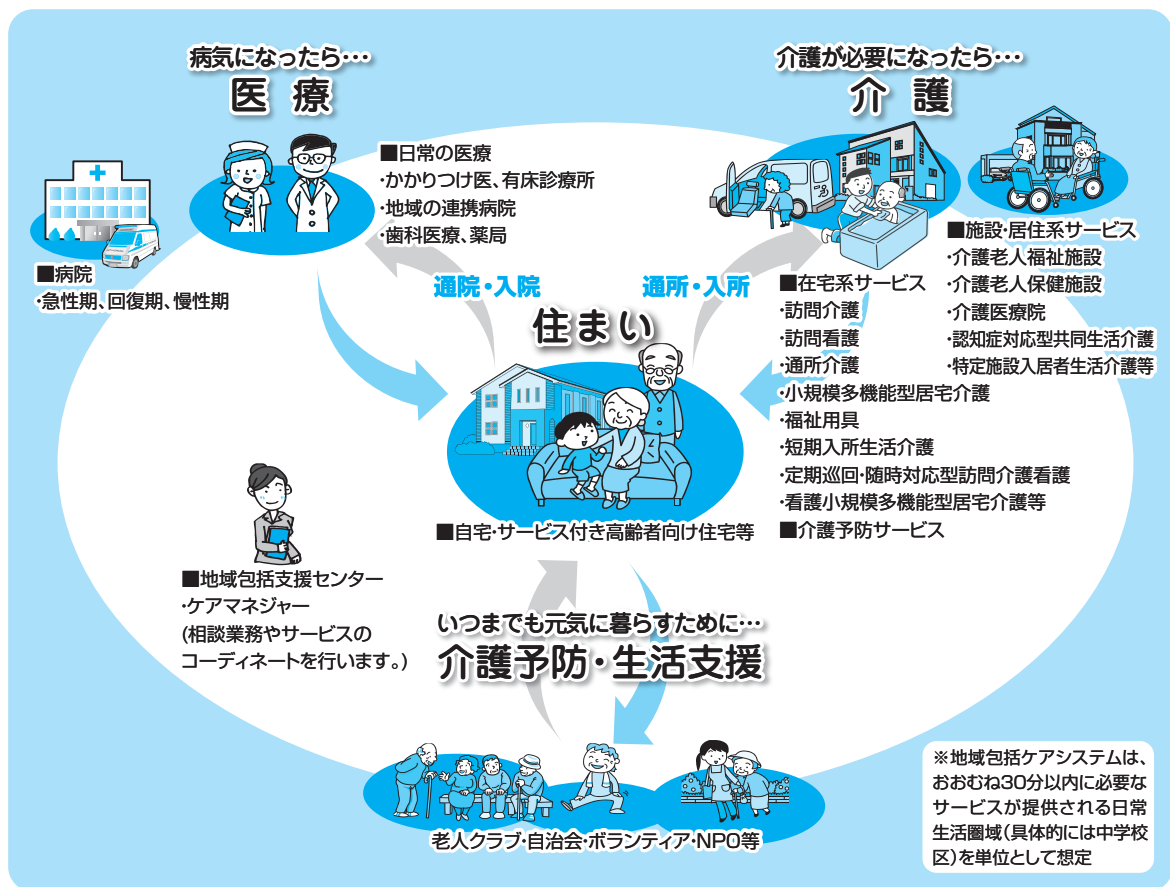 病気になったら…
医療
■日常の医療
・かかりつけ医、有床診療所
・地域の連携病院
・歯科医療、薬局
■病院
・急性期、回復期、慢性期
通院・入院
介護が必要になったら…
介護
■施設・居住系サービス
・介護老人福祉施設
・介護老人保健施設
・介護医療院
・認知症対応型共同生活介護
・特定施設入居者生活介護等
通所・入所
■在宅系サービス
・訪問介護
・訪問看護
・通所介護
・小規模多機能型居宅介護
・福祉用具
・短期入所生活介護
・定期巡回・随時対応型訪問介護看護
・看護小規模多機能型居宅介護等
■介護予防サービス
住まい
■自宅・サービス付き高齢者向け住宅等
■地域包括支援センター
・ケアマネジャー
(相談業務やサービスの
コーディネートを行います。)
いつまでも元気に暮らすために…
介護予防・生活支援
老人クラブ・自治会・ボランティア・NPO等
※地域包括ケアシステムは、
おおむね30分以内に必要な
サービスが提供される日常
生活圏域(具体的には中学校
区)を単位として想定